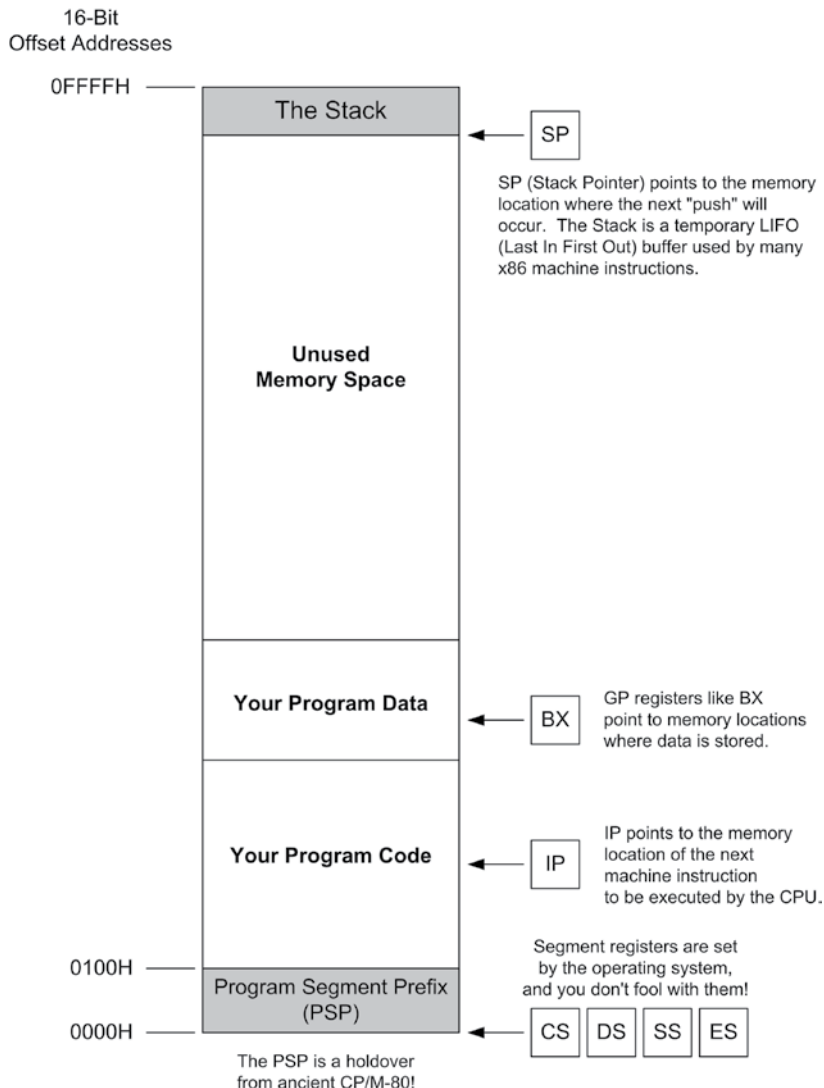 16-Bit
Offset Addresses
0FFFFH
The Stack
SP
SP (Stack Pointer) points to the memory
location where the next "push" will
occur. The Stack is a temporary LIFO
(Last In First Out) buffer used by many
x86 machine instructions.
Unused
Memory Space
Your Program Data
BX
GP registers like BX
point to memory locations
where data is stored.
Your Program Code
IP
IP points to the memory
location of the next
machine instruction
to be executed by the CPU.
Segment registers are set
by the operating system,
and you don't fool with them!
0100H
Program Segment Prefix
(PSP)
0000H
CS DS SS ES
The PSP is a holdover
from ancient CP/M-80!